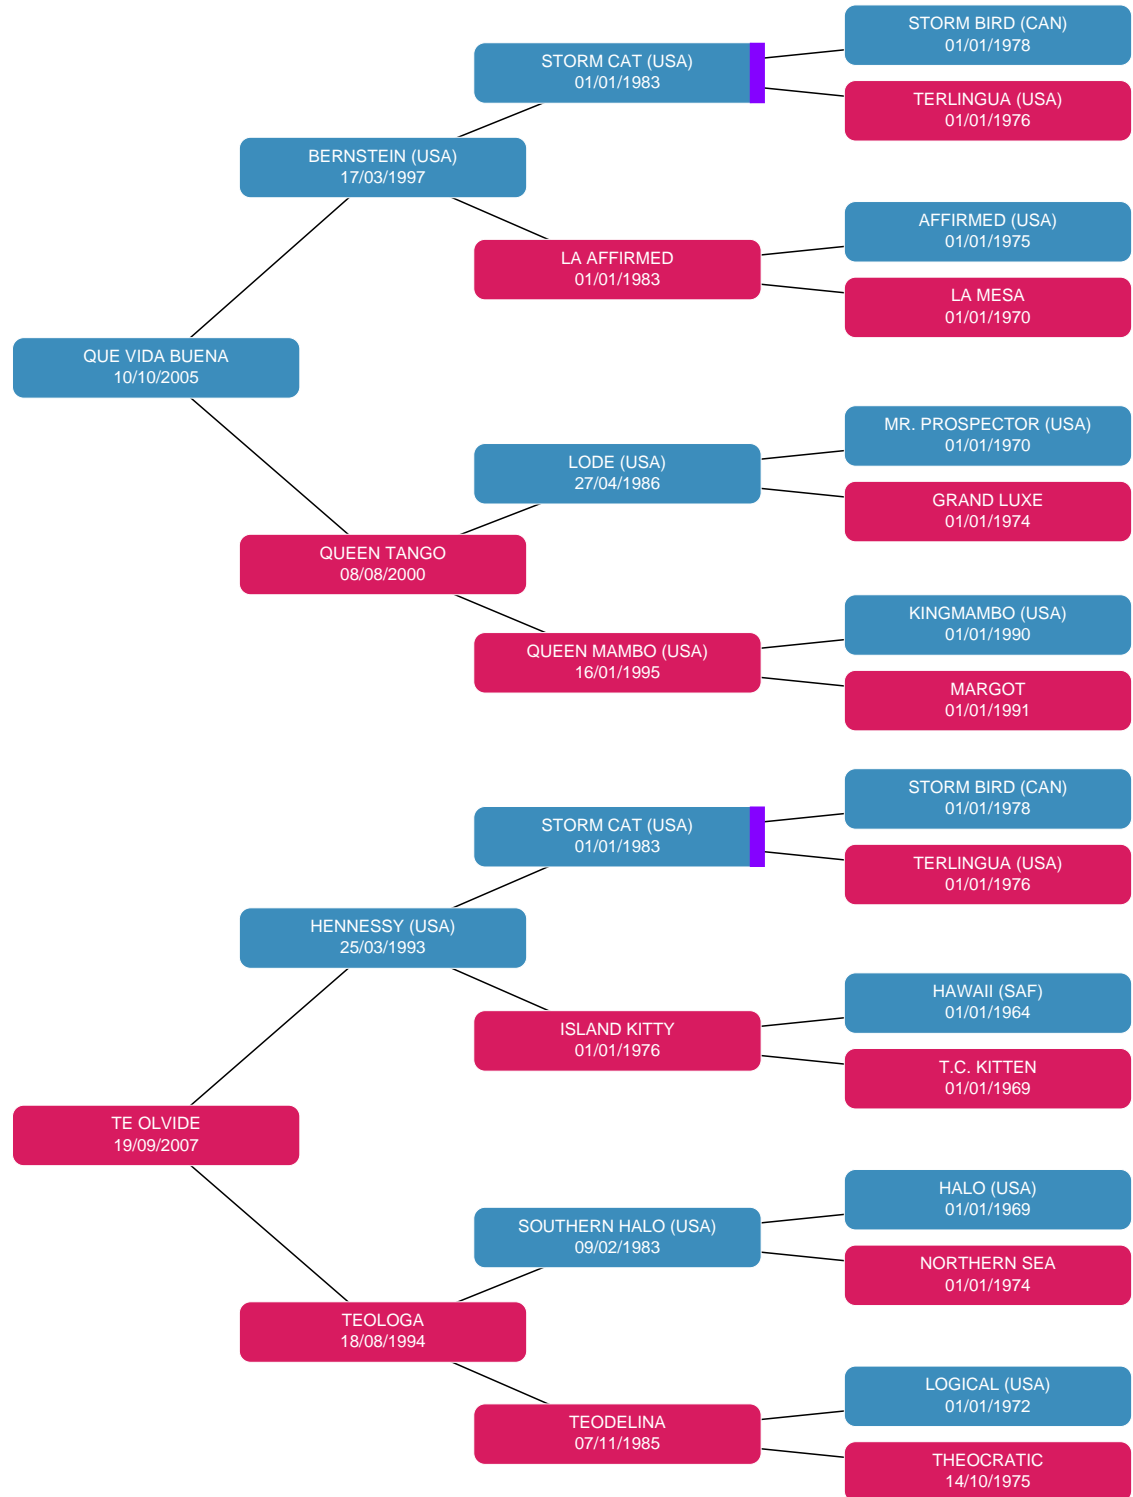 STORM BIRD (CAN)
01/01/1978
STORM CAT (USA)
01/01/1983
TERLINGUA (USA)
01/01/1976
BERNSTEIN (USA)
17/03/1997
AFFIRMED (USA)
01/01/1975
LA AFFIRMED
01/01/1983
LA MESA
01/01/1970
QUE VIDA BUENA
10/10/2005
MR. PROSPECTOR (USA)
01/01/1970
LODE (USA)
27/04/1986
GRAND LUXE
01/01/1974
QUEEN TANGO
08/08/2000
KINGMAMBO (USA)
01/01/1990
QUEEN MAMBO (USA)
16/01/1995
MARGOT
01/01/1991
STORM BIRD (CAN)
01/01/1978
STORM CAT (USA)
01/01/1983
TERLINGUA (USA)
01/01/1976
HENNESSY (USA)
25/03/1993
HAWAII (SAF)
01/01/1964
ISLAND KITTY
01/01/1976
T.C. KITTEN
01/01/1969
TE OLVIDE
19/09/2007
HALO (USA)
01/01/1969
SOUTHERN HALO (USA)
09/02/1983
NORTHERN SEA
01/01/1974
TEOLOGA
18/08/1994
LOGICAL (USA)
01/01/1972
TEODELINA
07/11/1985
THEOCRATIC
14/10/1975